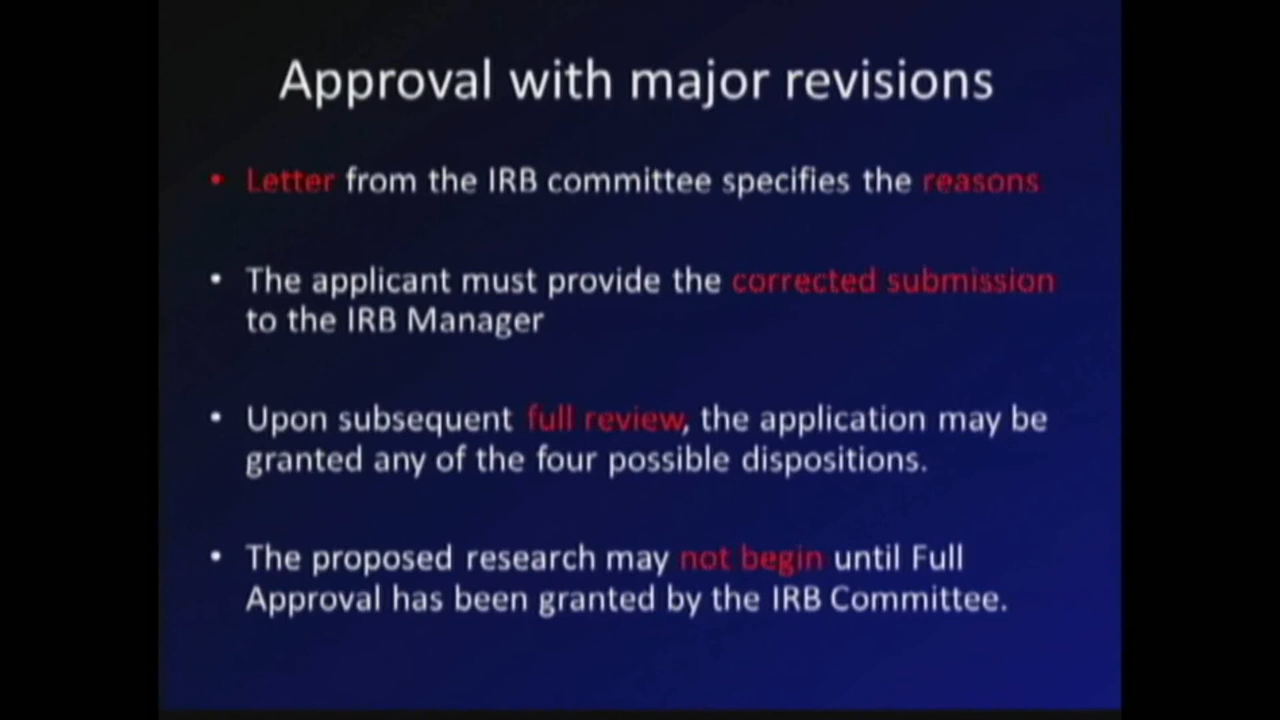 Approval with major revisions
• Letter from the IRB committee specifies the reasons
• The applicant must provide the corrected submission
to the IRB Manager
• Upon subsequent full review, the application may be
granted any of the four possible dispositions.
• The proposed research may not begin until Full
Approval has been granted by the IRB Committee.